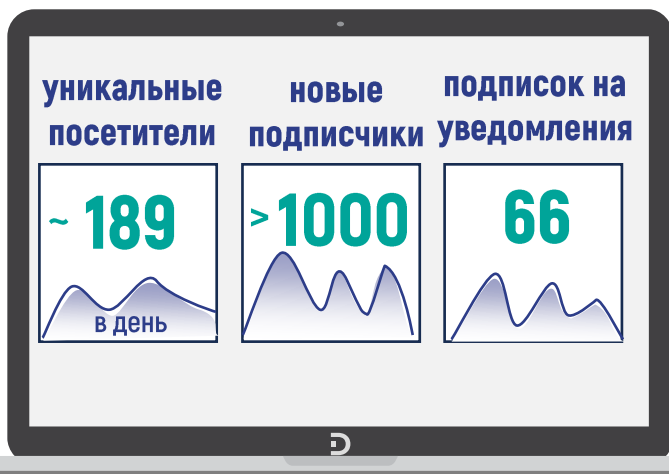 уникальные
посетители
~ 189
в день
новые
подписчики
>1000
подписок на
уведомления
66